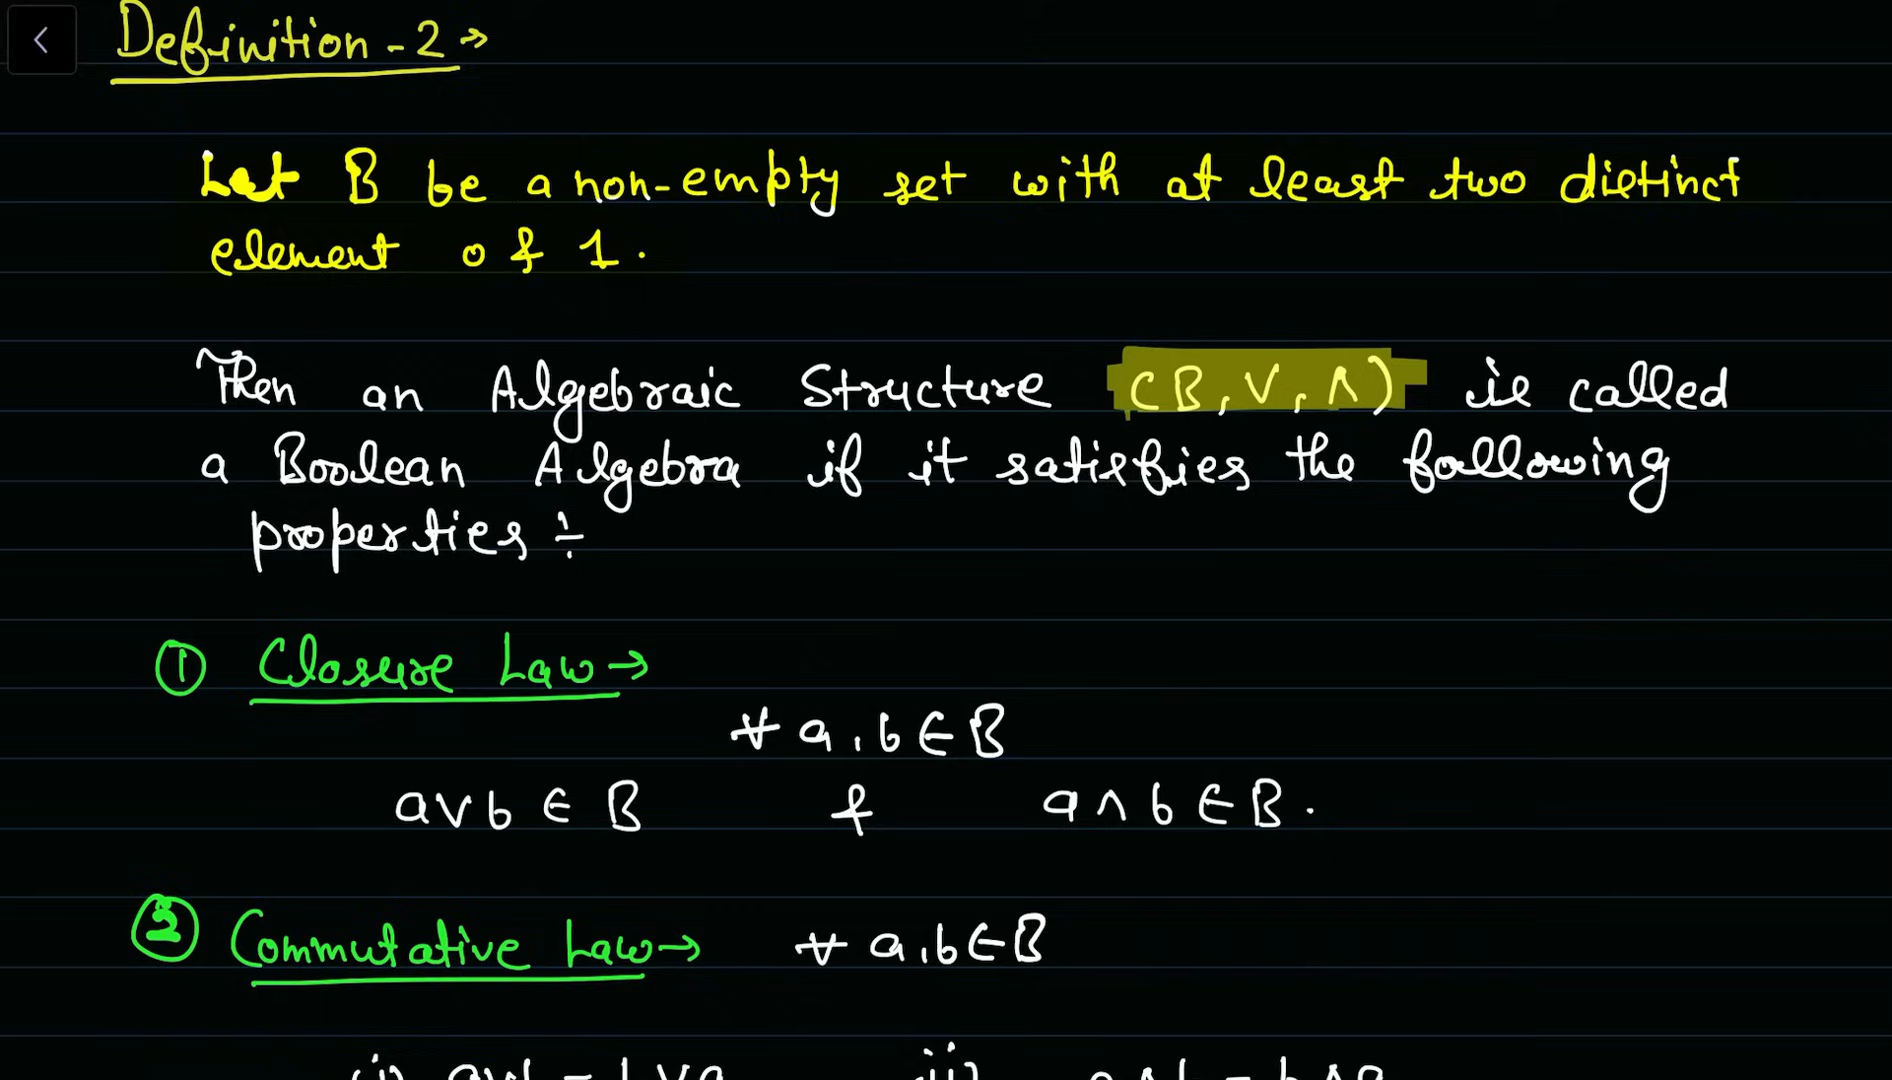 Definition-2→
Let B be a non-empty set with at least two distinct
element 0 & 1.
Then an Algebraic Structure (B, ∨, ∧) is called
a Boolean Algebra if it satisfies the following
properties ÷
① Closure Law→
∀ a, b ∈ B
a∨b ∈ B & a∧b ∈ B.
② Commutative Law→ ∀ a, b ∈ B
i) a∨b = b∨a ii) a∧b = b∧a